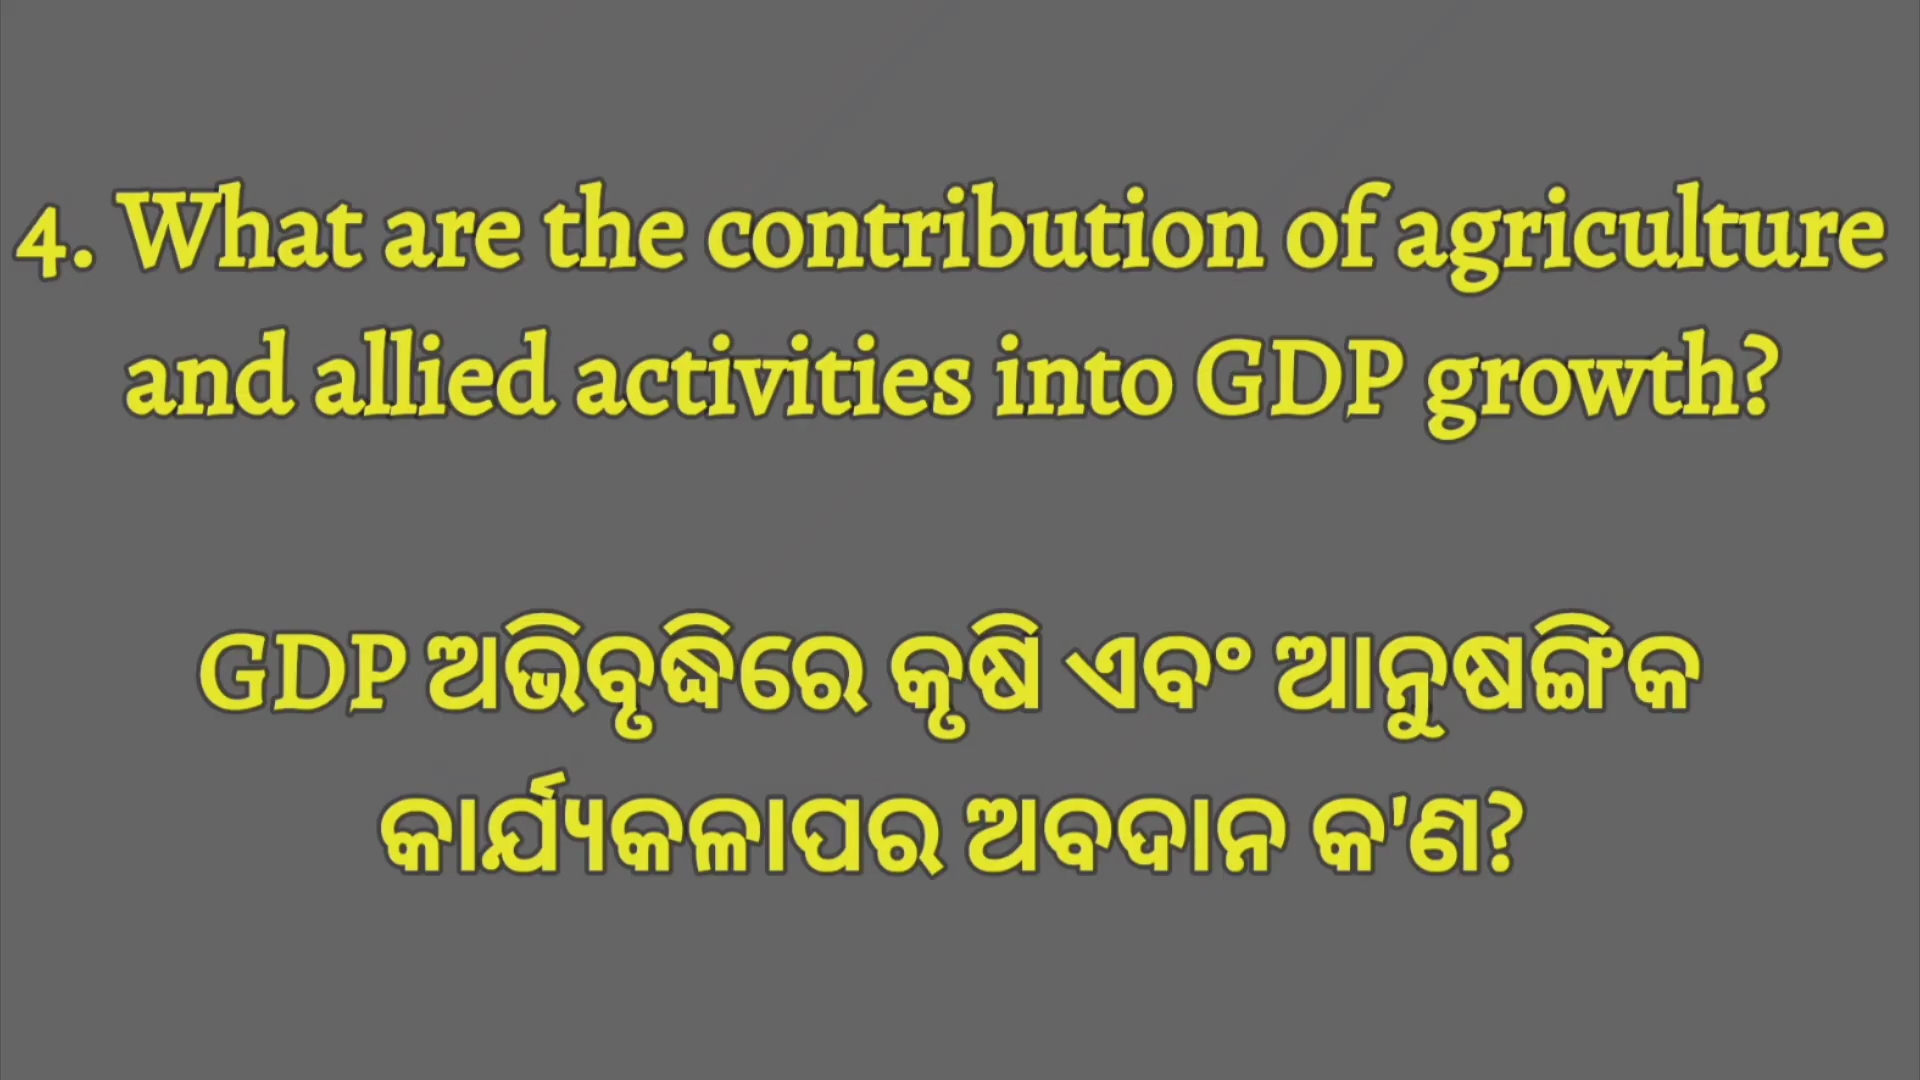 4. What are the contribution of agriculture
and allied activities into GDP growth?
GDP ଅଭିବୃଦ୍ଧିରେ କୃଷି ଏବଂ ଆନୁଷଙ୍ଗିକ
କାର୍ଯ୍ୟକଳାପର ଅବଦାନ କ'ଣ?